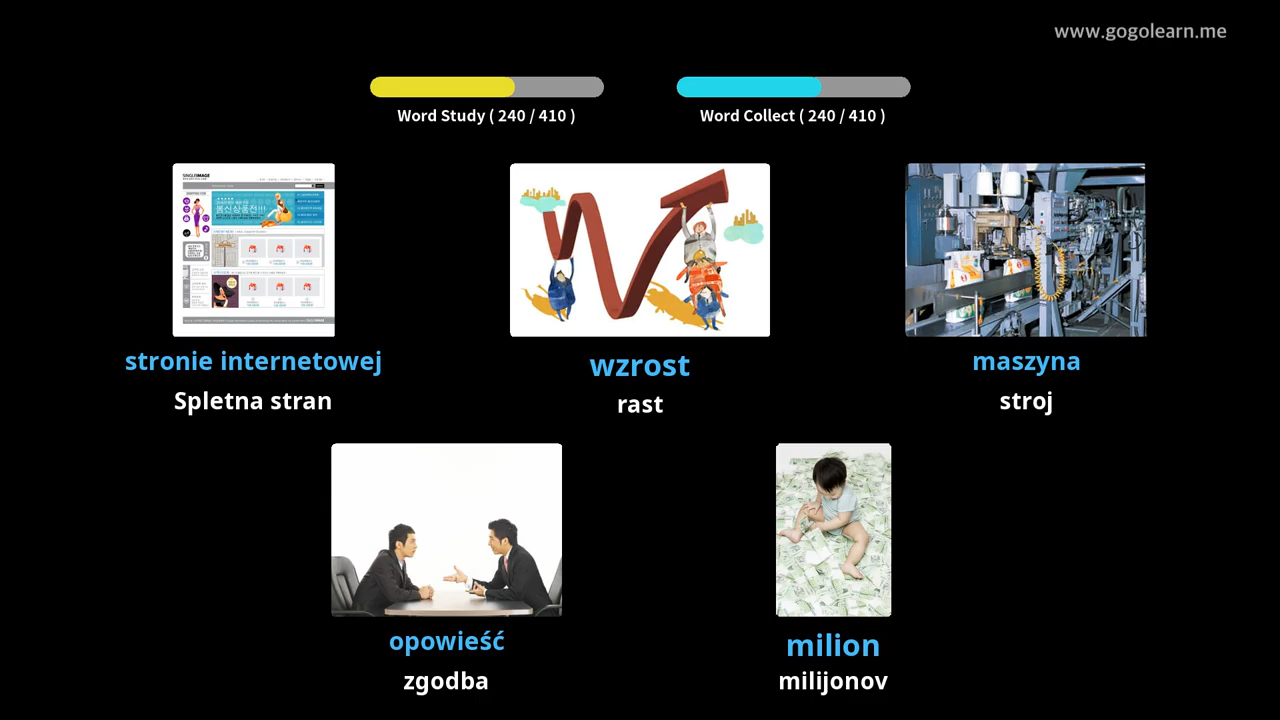 www.gogolearn.me
Word Study ( 240 / 410 )
Word Collect ( 240 / 410 )
SINGLEIMAGE
stronie internetowej
wzrost
maszyna
Spletna stran
rast
stroj
opowieść
milion
zgodba
milijonov